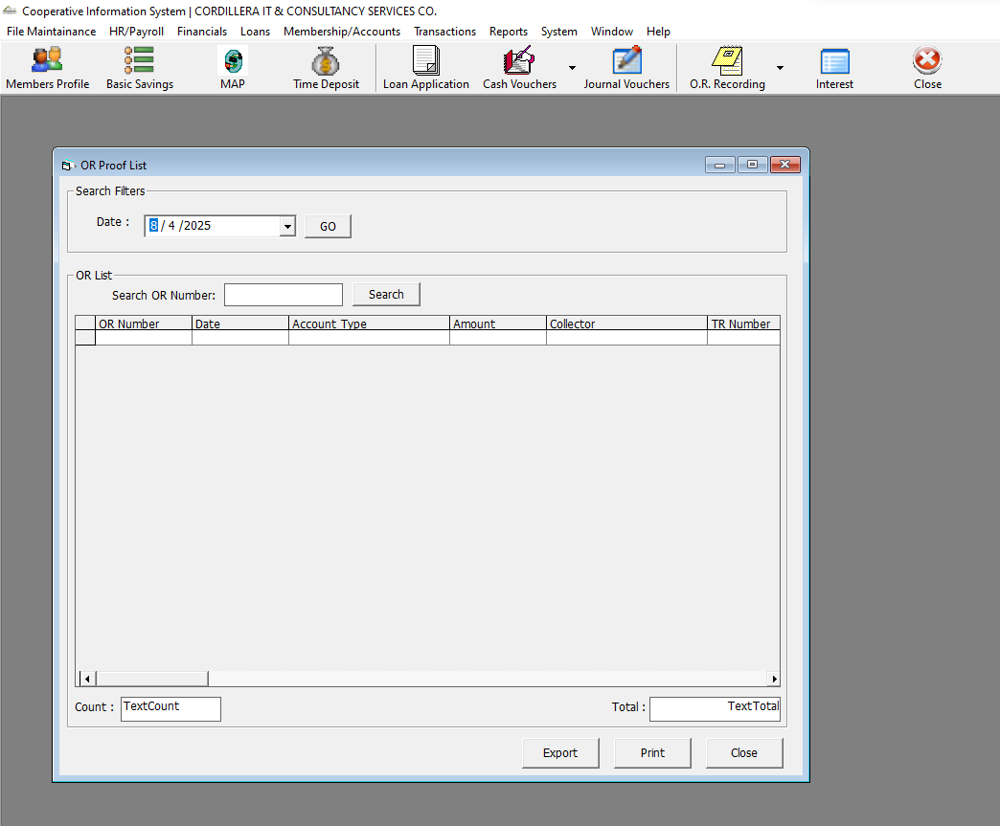 Cooperative Information System | CORDILLERA IT & CONSULTANCY SERVICES CO.
File Maintainance HR/Payroll Financials Loans Membership/Accounts Transactions Reports System Window Help
Members Profile Basic Savings MAP Time Deposit Loan Application Cash Vouchers Journal Vouchers O.R. Recording Interest Close
OR Proof List
Search Filters
Date : 8/ 4 /2025 GO
OR List
Search OR Number: Search
OR Number Date Account Type Amount Collector TR Number
Count : TextCount Total : TextTotal
Export Print Close